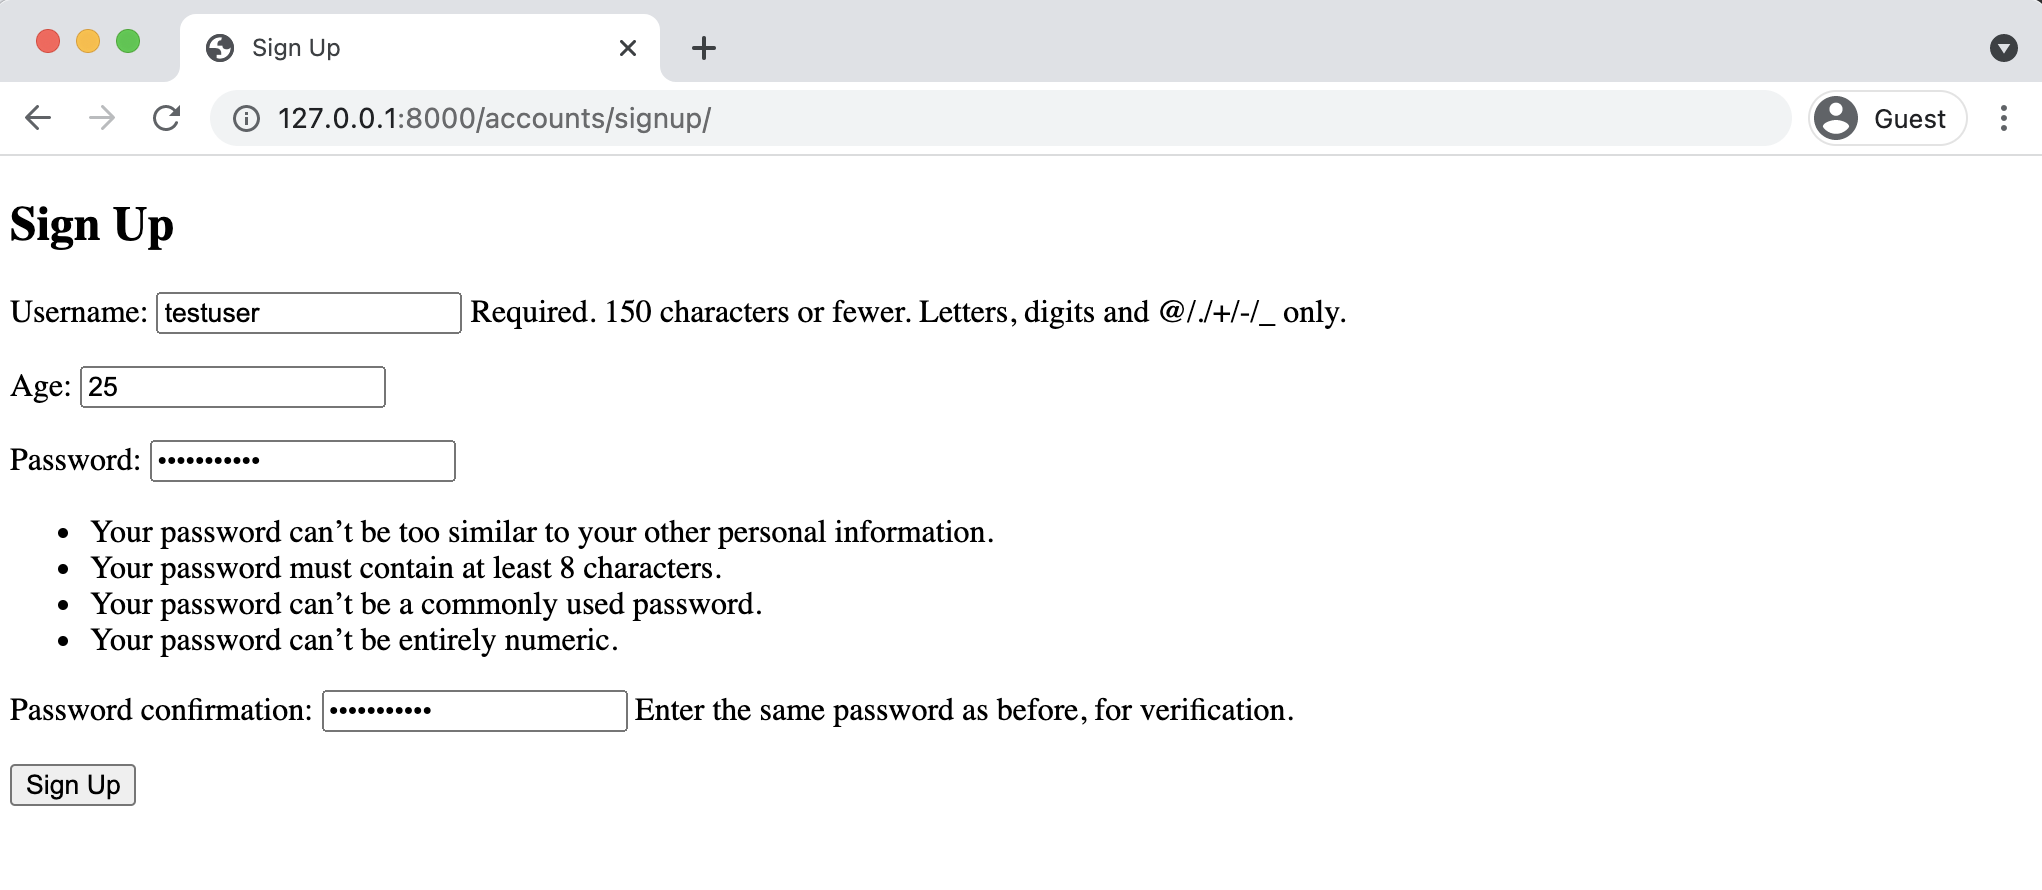 Sign Up
127.0.0.1:8000/accounts/signup/
Guest
Sign Up
Username: testuser Required. 150 characters or fewer. Letters, digits and @/./+/-/_ only.
Age: 25
Password: •••••••••••
• Your password can’t be too similar to your other personal information.
• Your password must contain at least 8 characters.
• Your password can’t be a commonly used password.
• Your password can’t be entirely numeric.
Password confirmation: ••••••••••• Enter the same password as before, for verification.
Sign Up